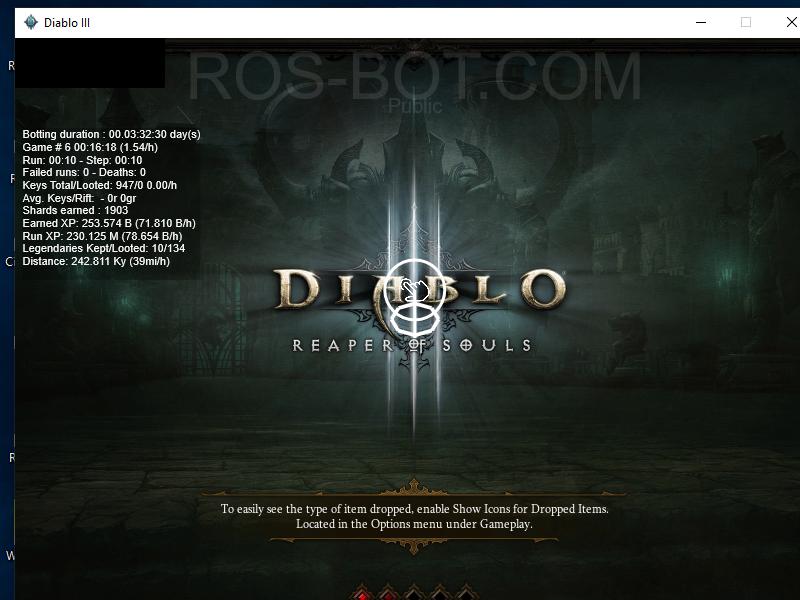 Diablo III
ROS-BOT.COM
-Public
Botting duration : 00.03:32:30 day(s)
Game # 6 00:16:18 (1.54/h)
Run: 00:10 - Step: 00:10
Failed runs: 0 - Deaths: 0
Keys Total/Looted: 947/0 0.00/h
Avg. Keys/Rift:  - 0r 0gr
Shards earned : 1903
Earned XP: 253.574 B (71.810 B/h)
Run XP: 230.125 M (78.654 B/h)
Legendaries Kept/Looted: 10/134
Distance: 242.811 Ky (39mi/h)
DIABLO
REAPER OF SOULS
To easily see the type of item dropped, enable Show Icons for Dropped Items.
Located in the Options menu under Gameplay.